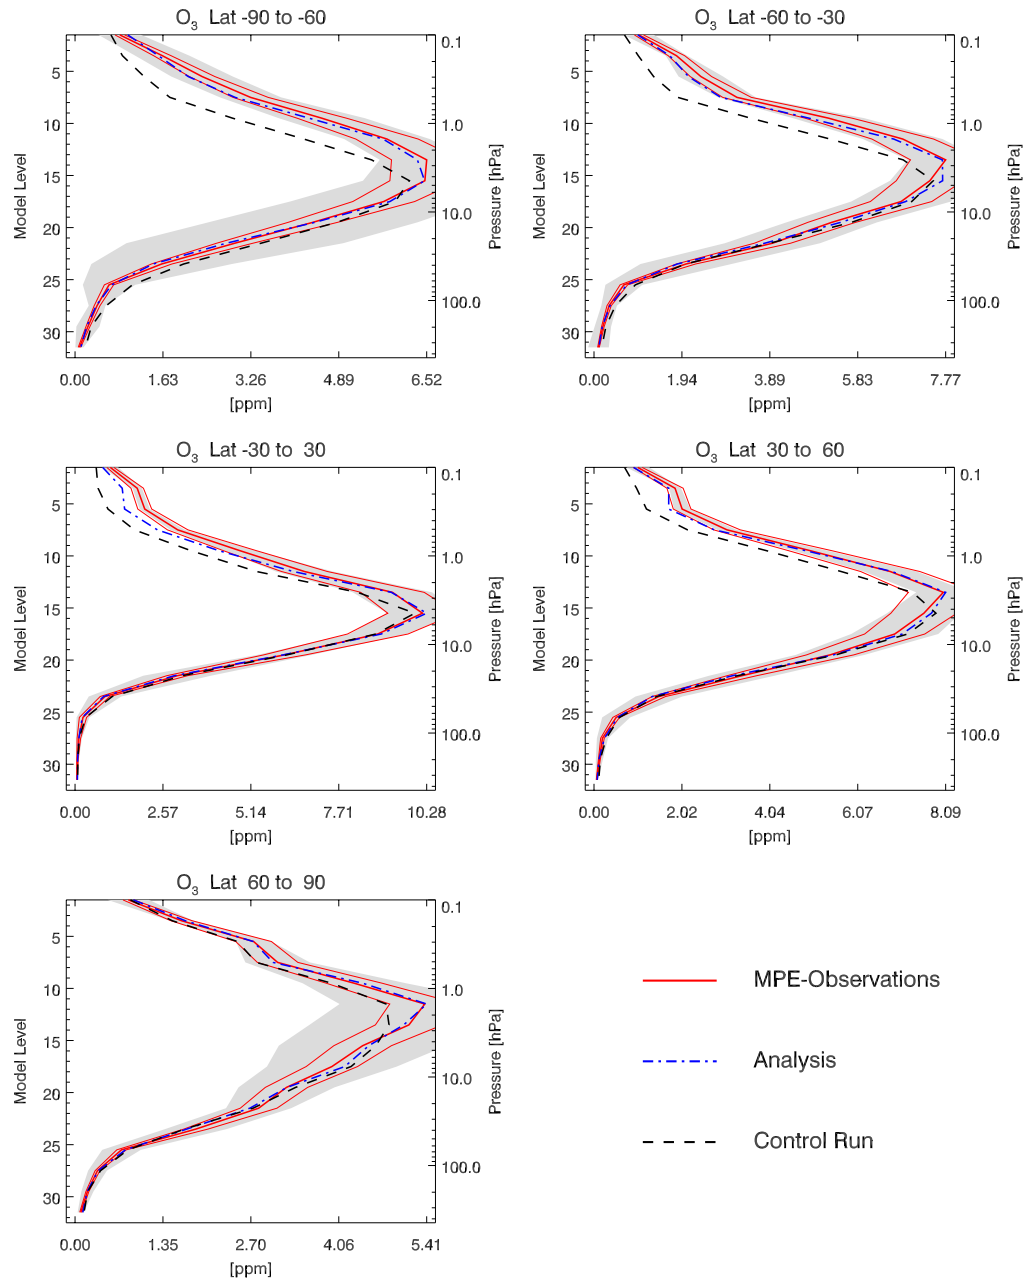 O3 Lat -90 to -60
Model Level
5
10
15
20
25
30
0.1
1.0
10.0
100.0
Pressure [hPa]
0.00 1.63 3.26 4.89 6.52
[ppm]
O3 Lat -60 to -30
Model Level
5
10
15
20
25
30
0.1
1.0
10.0
100.0
Pressure [hPa]
0.00 1.94 3.89 5.83 7.77
[ppm]
O3 Lat -30 to 30
Model Level
5
10
15
20
25
30
0.1
1.0
10.0
100.0
Pressure [hPa]
0.00 2.57 5.14 7.71 10.28
[ppm]
O3 Lat 30 to 60
Model Level
5
10
15
20
25
30
0.1
1.0
10.0
100.0
Pressure [hPa]
0.00 2.02 4.04 6.07 8.09
[ppm]
O3 Lat 60 to 90
Model Level
5
10
15
20
25
30
0.1
1.0
10.0
100.0
Pressure [hPa]
0.00 1.35 2.70 4.06 5.41
[ppm]
MPE-Observations
Analysis
Control Run